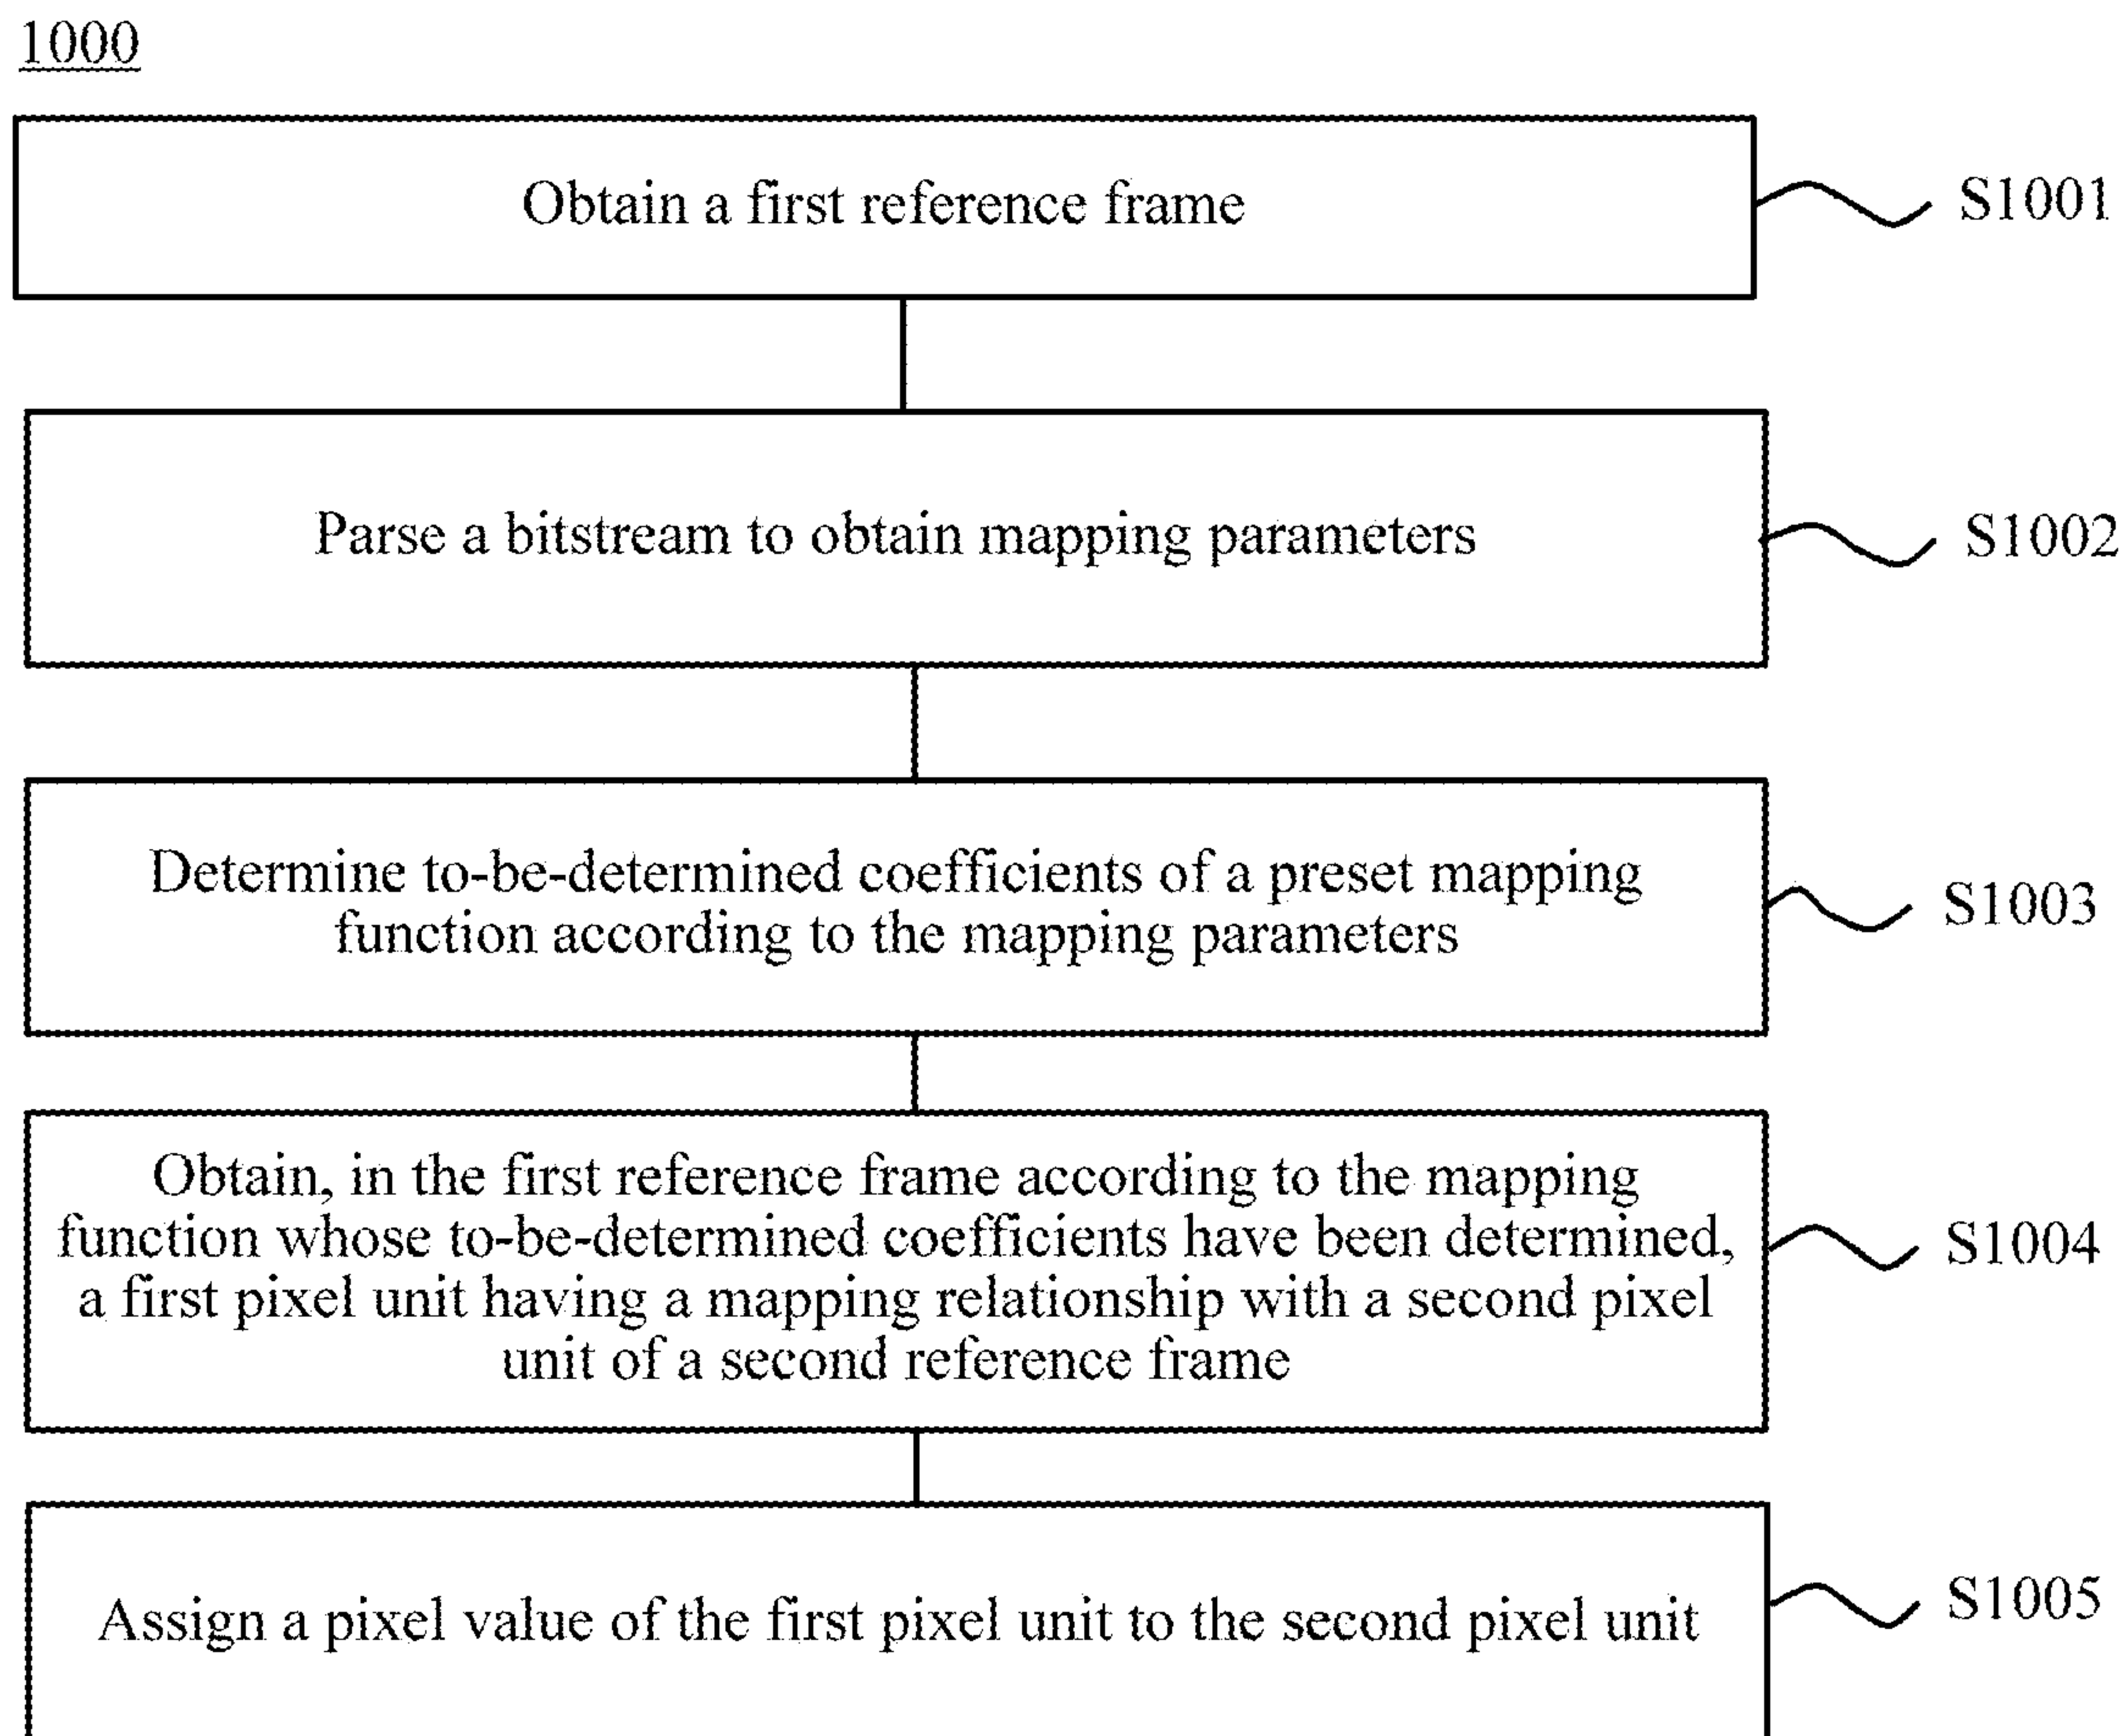 1000
Obtain a first reference frame
S1001
Parse a bitstream to obtain mapping parameters
S1002
Determine to-be-determined coefficients of a preset mapping
function according to the mapping parameters
S1003
Obtain, in the first reference frame according to the mapping
function whose to-be-determined coefficients have been determined,
a first pixel unit having a mapping relationship with a second pixel
unit of a second reference frame
S1004
Assign a pixel value of the first pixel unit to the second pixel unit
S1005